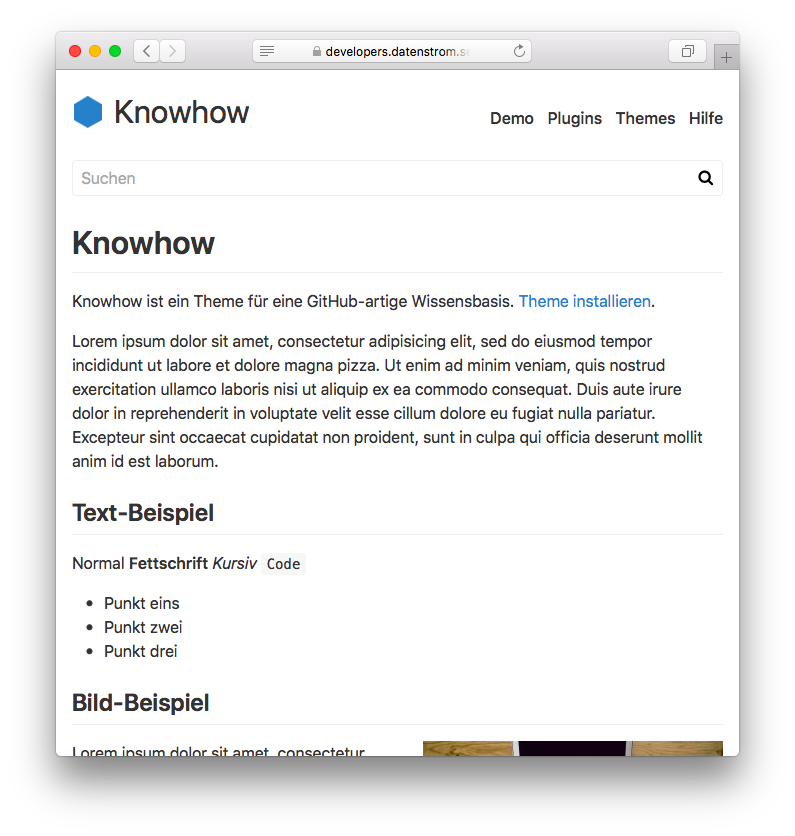 developers.datenstrom.s
Knowhow
Demo Plugins Themes Hilfe
Suchen
Knowhow
Knowhow ist ein Theme für eine GitHub-artige Wissensbasis. Theme installieren.
Lorem ipsum dolor sit amet, consectetur adipisicing elit, sed do eiusmod tempor
incididunt ut labore et dolore magna pizza. Ut enim ad minim veniam, quis nostrud
exercitation ullamco laboris nisi ut aliquip ex ea commodo consequat. Duis aute irure
dolor in reprehenderit in voluptate velit esse cillum dolore eu fugiat nulla pariatur.
Excepteur sint occaecat cupidatat non proident, sunt in culpa qui officia deserunt mollit
anim id est laborum.
Text-Beispiel
Normal Fettschrift Kursiv Code
• Punkt eins
• Punkt zwei
• Punkt drei
Bild-Beispiel
Lorem ipsum dolor sit amet, consectetur